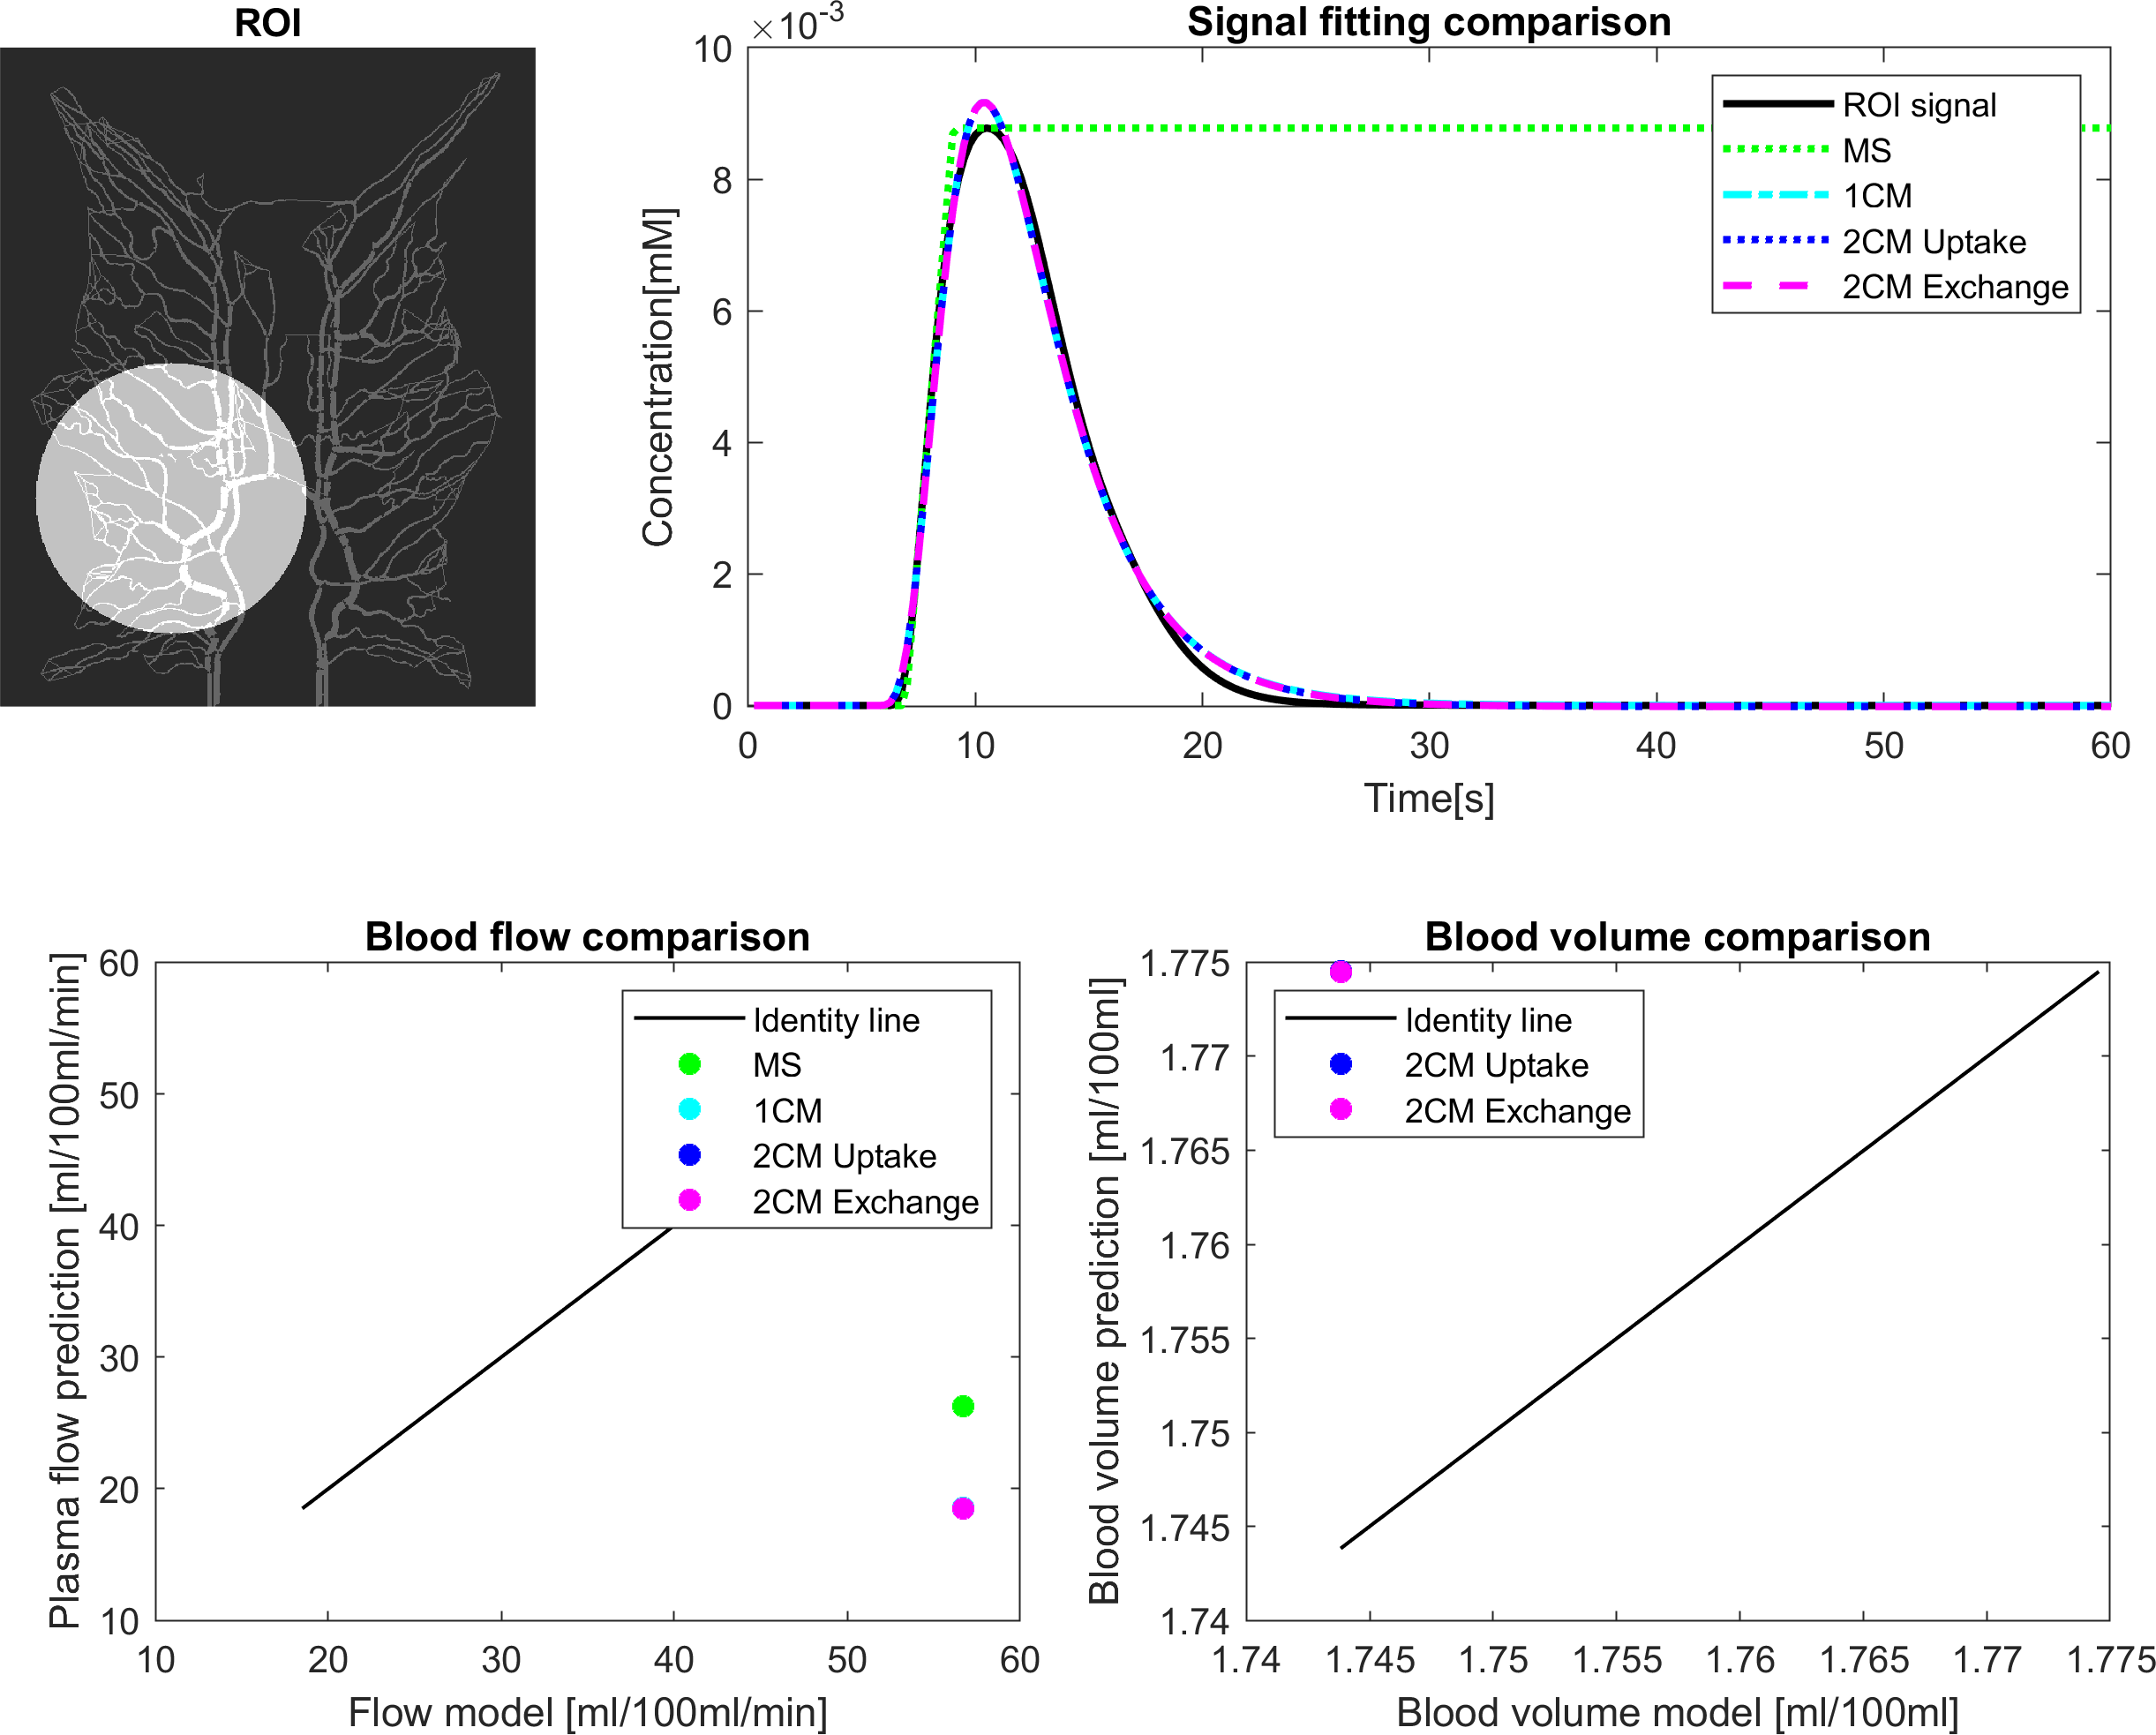 ROI
Signal fitting comparison
×10-3
10
8
6
4
2
0
Concentration[mM]
0 10 20 30 40 50 60
Time[s]
ROI signal
MS
1CM
2CM Uptake
2CM Exchange
Blood flow comparison
60
50
40
30
20
10
Plasma flow prediction [ml/100ml/min]
10 20 30 40 50 60
Flow model [ml/100ml/min]
Identity line
MS
1CM
2CM Uptake
2CM Exchange
Blood volume comparison
1.775
1.77
1.765
1.76
1.755
1.75
1.745
1.74
Blood volume prediction [ml/100ml]
1.74 1.745 1.75 1.755 1.76 1.765 1.77 1.775
Blood volume model [ml/100ml]
Identity line
2CM Uptake
2CM Exchange